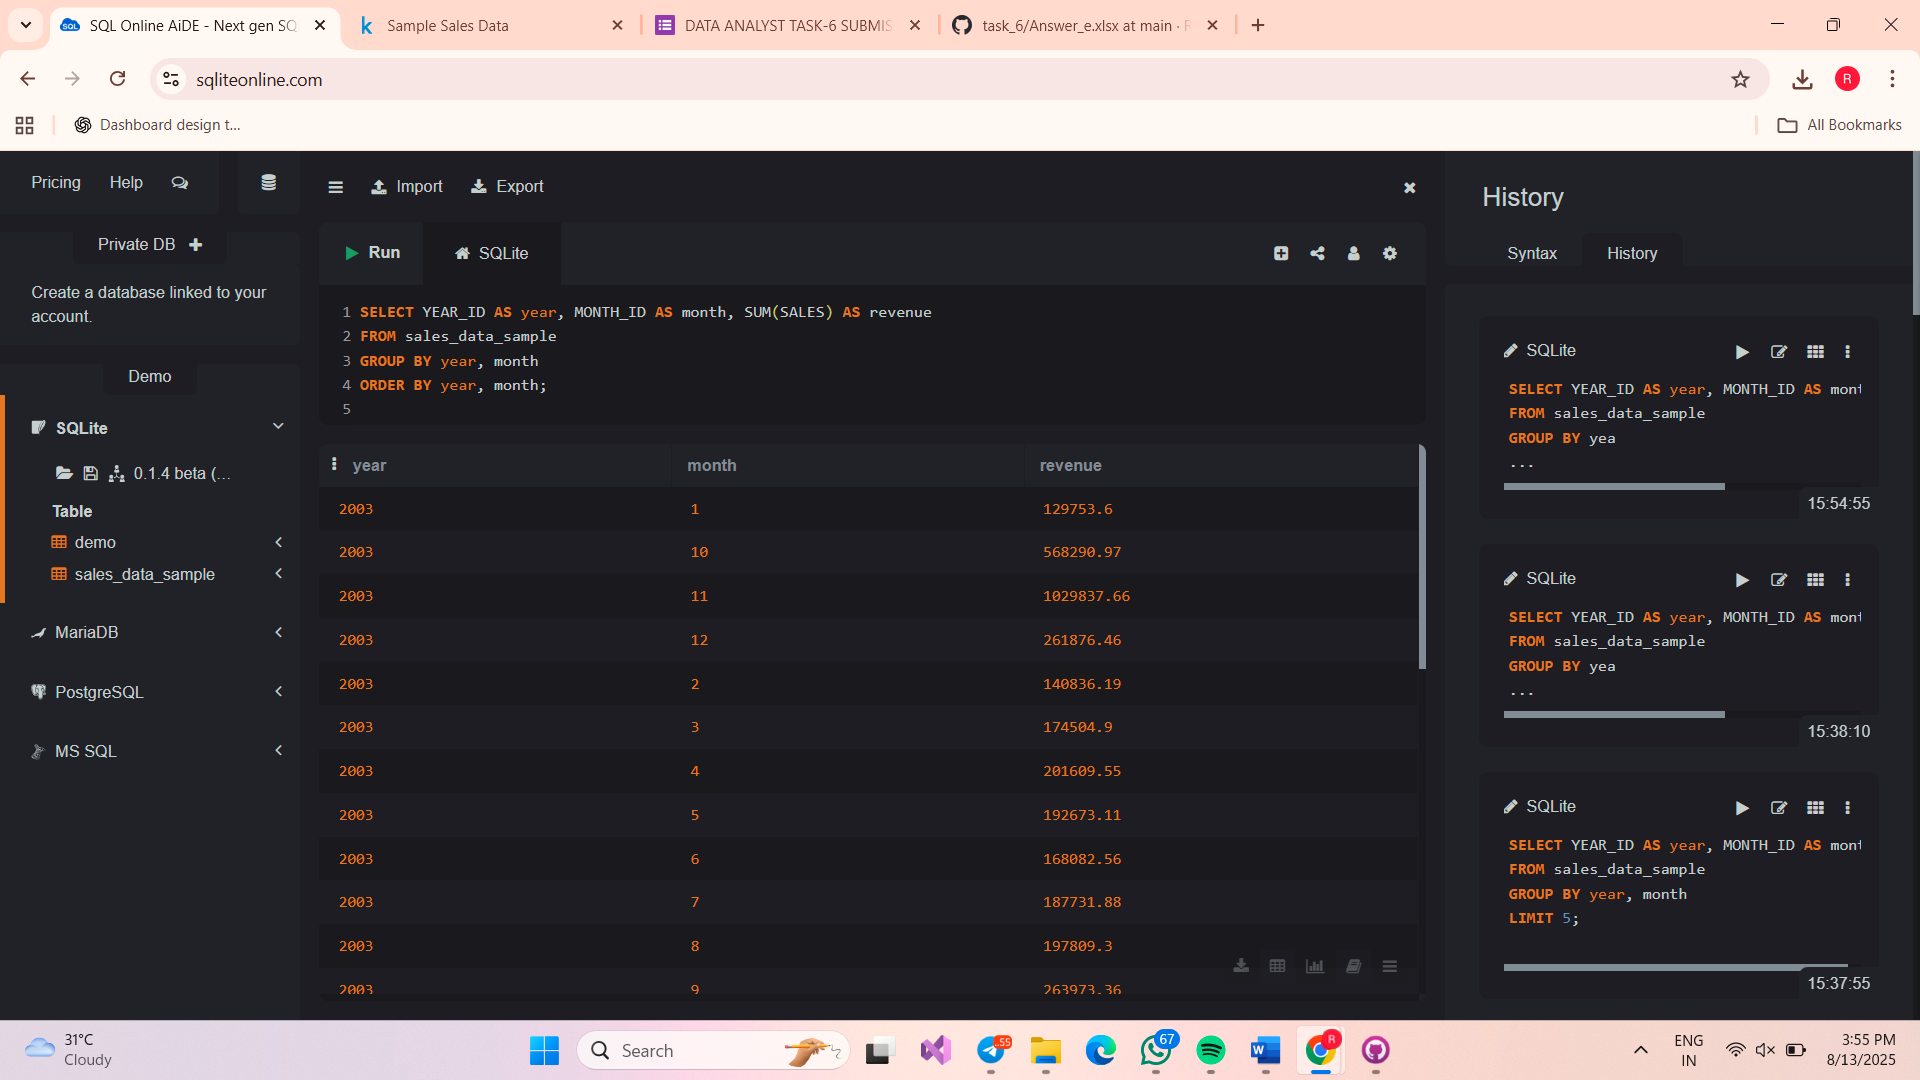 SQL Online AiDE - Next gen SQ
Sample Sales Data
DATA ANALYST TASK-6 SUBMIS
task_6/Answer_e.xlsx at main · R
sqliteonline.com
R
Dashboard design t...
All Bookmarks
Pricing
Help
Import
Export
Private DB
Create a database linked to your
account.
Demo
SQLite
0.1.4 beta (...
Table
demo
sales_data_sample
MariaDB
PostgreSQL
MS SQL
Run
SQLite
1 SELECT YEAR_ID AS year, MONTH_ID AS month, SUM(SALES) AS revenue
2 FROM sales_data_sample
3 GROUP BY year, month
4 ORDER BY year, month;
5
year month revenue
2003 1 129753.6
2003 10 568290.97
2003 11 1029837.66
2003 12 261876.46
2003 2 140836.19
2003 3 174504.9
2003 4 201609.55
2003 5 192673.11
2003 6 168082.56
2003 7 187731.88
2003 8 197809.3
2003 9 263973.36
History
Syntax
History
SQLite
SELECT YEAR_ID AS year, MONTH_ID AS mont
FROM sales_data_sample
GROUP BY yea
...
15:54:55
SQLite
SELECT YEAR_ID AS year, MONTH_ID AS mont
FROM sales_data_sample
GROUP BY yea
...
15:38:10
SQLite
SELECT YEAR_ID AS year, MONTH_ID AS mont
FROM sales_data_sample
GROUP BY year, month
LIMIT 5;
15:37:55
31°C
Cloudy
Search
..55
67
R
ENG
IN
3:55 PM
8/13/2025